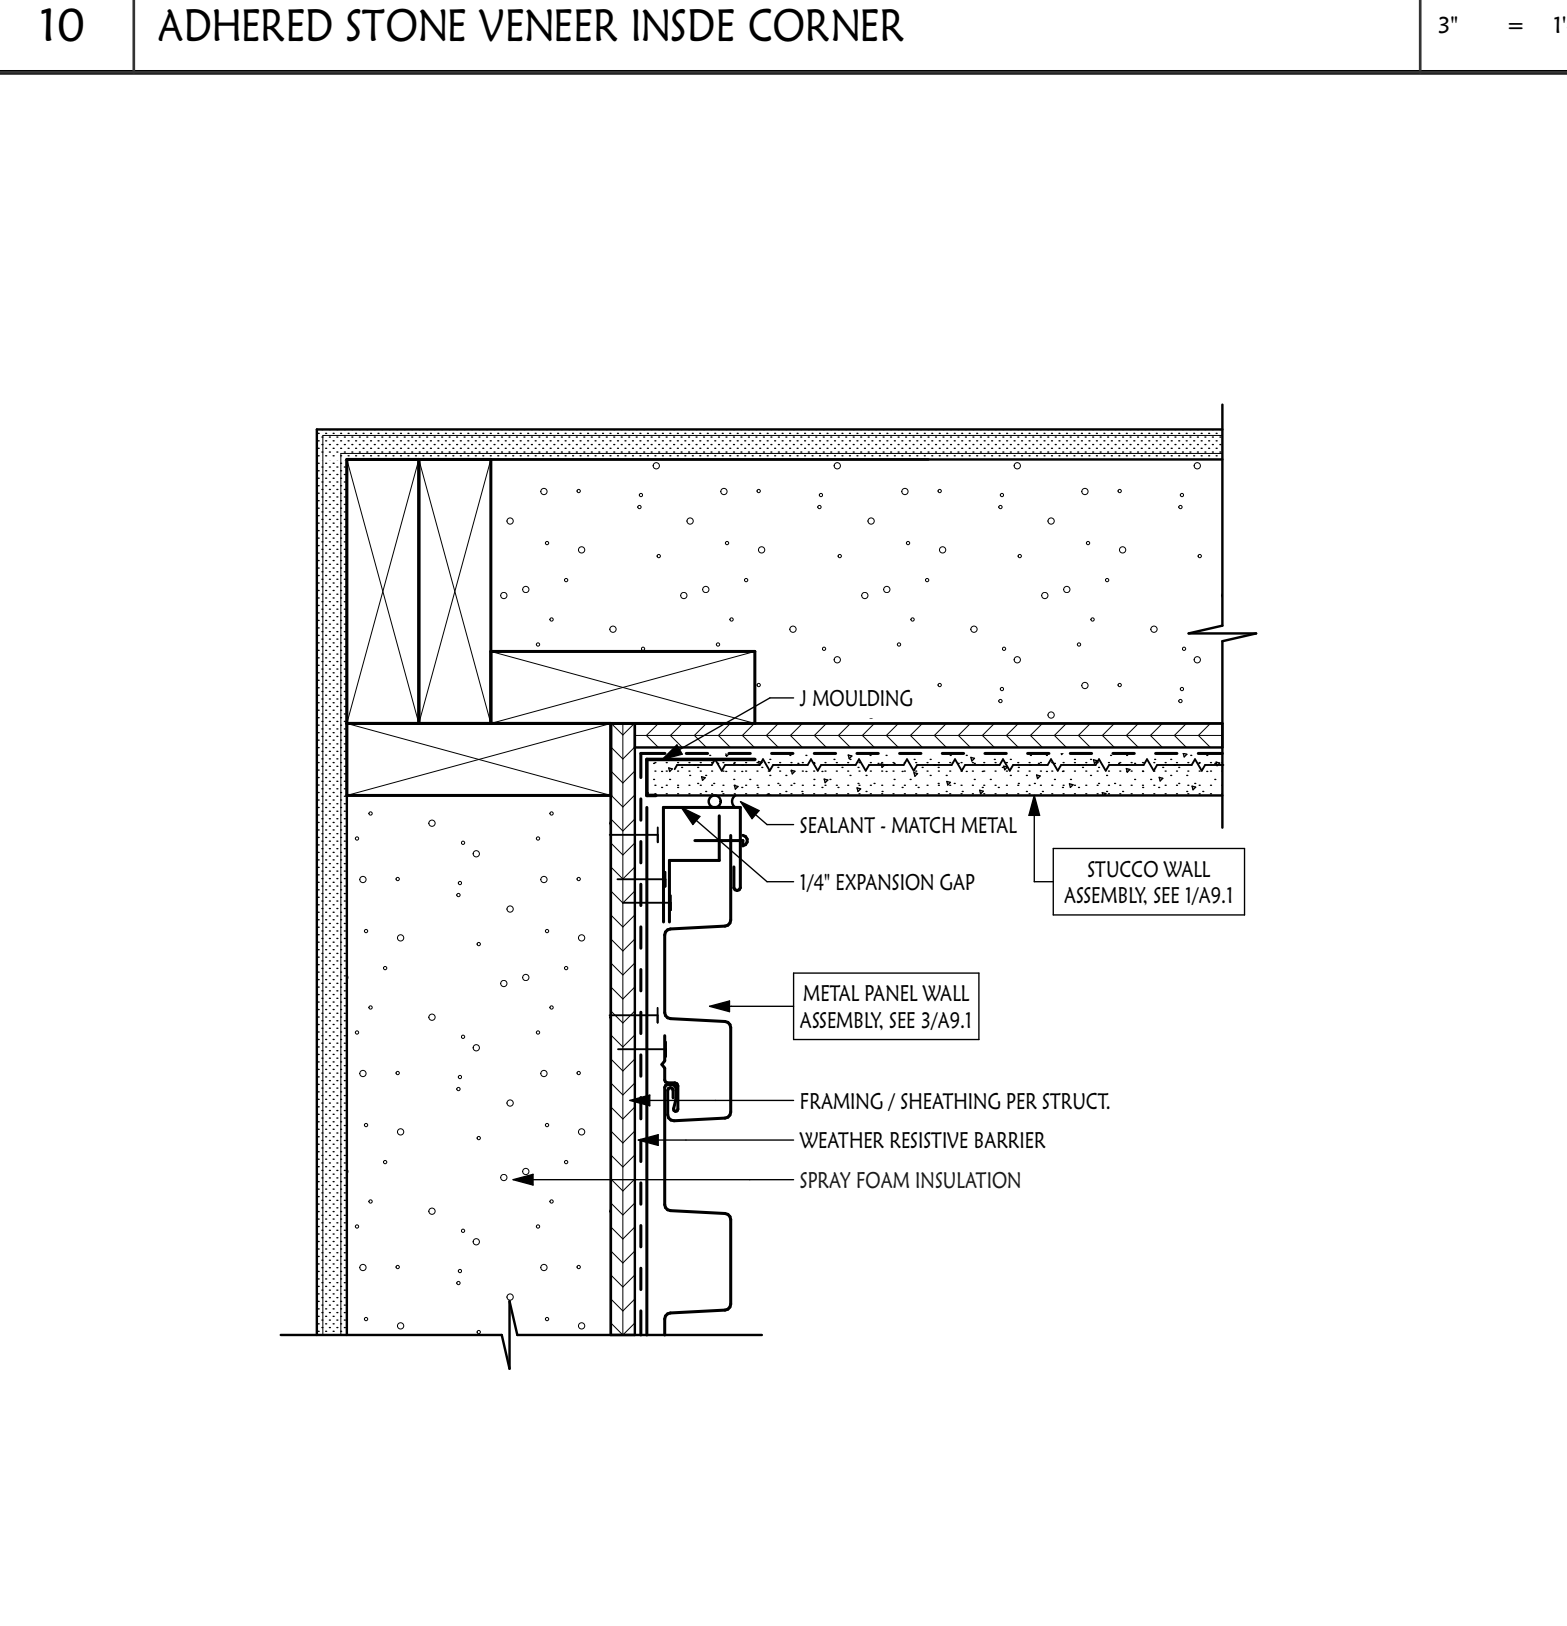 10
ADHERED STONE VENEER INSDE CORNER
3" = 1'
J MOULDING
SEALANT - MATCH METAL
1/4" EXPANSION GAP
STUCCO WALL
ASSEMBLY, SEE 1/A9.1
METAL PANEL WALL
ASSEMBLY, SEE 3/A9.1
FRAMING / SHEATHING PER STRUCT.
WEATHER RESISTIVE BARRIER
SPRAY FOAM INSULATION